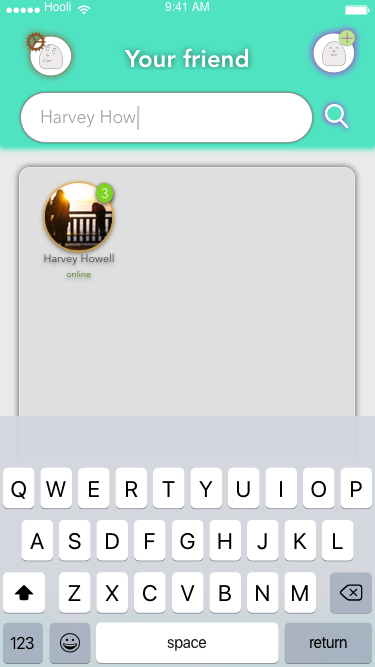 Hooli 9:41 AM
Your friend
Harvey How
3
Harvey Howell
online
Q W E R T Y U I O P
A S D F G H J K L
Z X C V B N M
123 space return